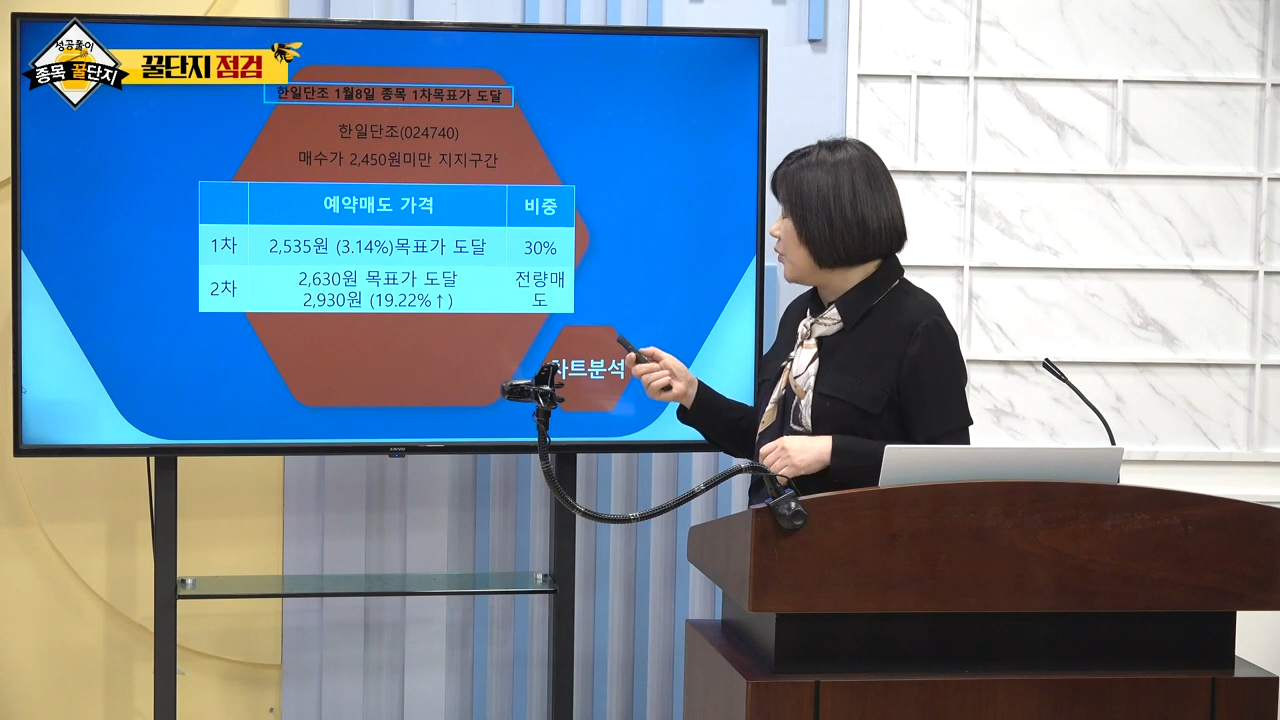 성공풀이
종목 꿀단지
꿀단지 점검
한일단조 1월8일 종목 1차목표가 도달
한일단조(024740)
매수가 2,450원미만 지지구간
예약매도 가격 비중
1차 2,535원 (3.14%)목표가 도달 30%
2차 2,630원 목표가 도달 전량매
2,930원 (19.22%↑) 도
차트분석